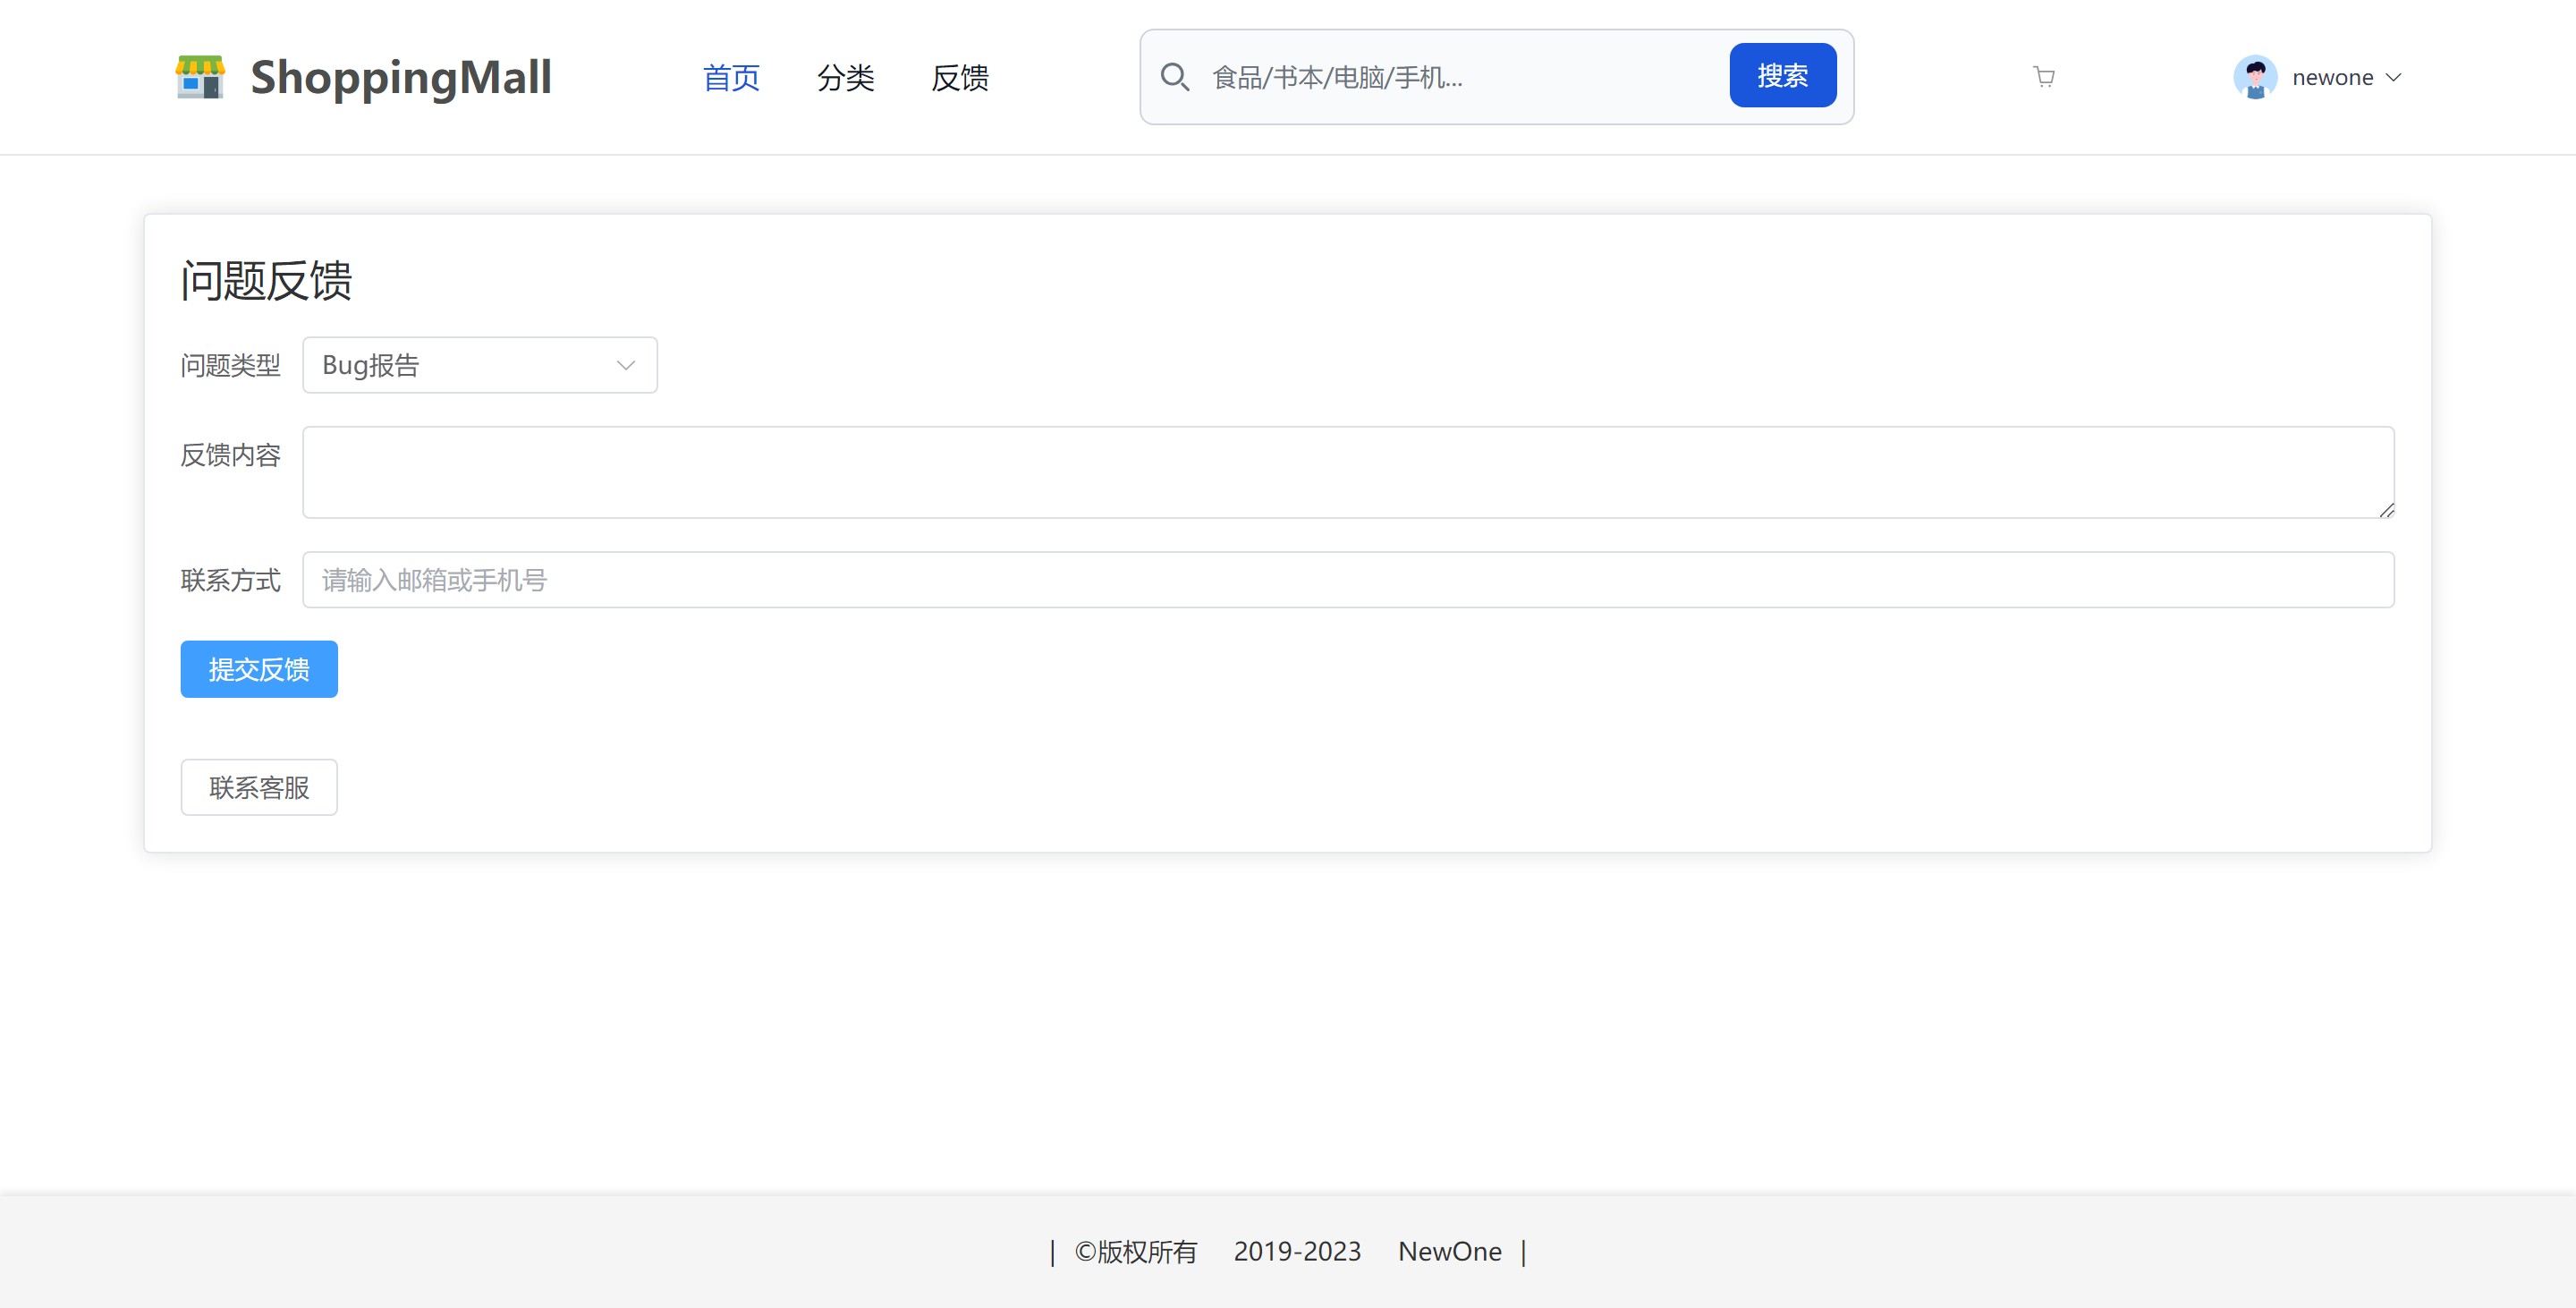 ShoppingMall 首页 分类 反馈 食品/书本/电脑/手机... 搜索 newone
问题反馈
问题类型 Bug报告
反馈内容
联系方式 请输入邮箱或手机号
提交反馈
联系客服
| ©版权所有 2019-2023 NewOne |